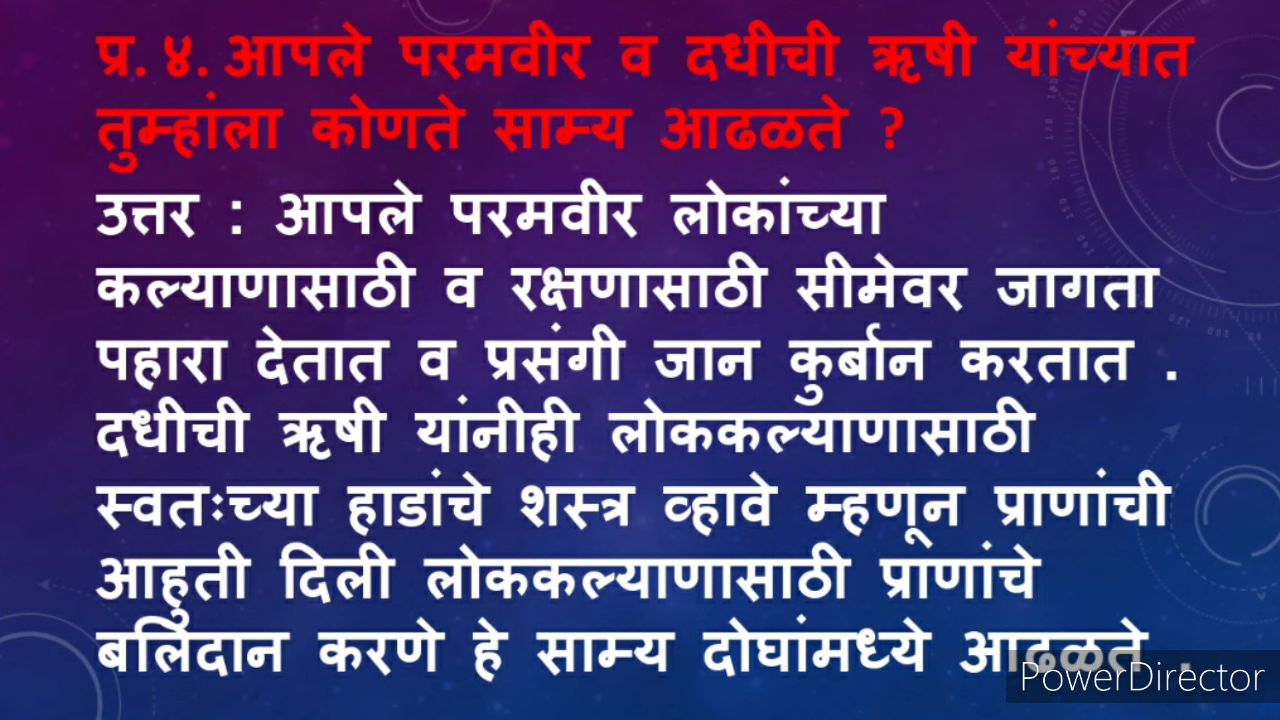 प्र. ४. आपले परमवीर व दधीची ऋषी यांच्यात
तुम्हांला कोणते साम्य आढळते ?
उत्तर : आपले परमवीर लोकांच्या
कल्याणासाठी व रक्षणासाठी सीमेवर जागता
पहारा देतात व प्रसंगी जान कुर्बान करतात .
दधीची ऋषी यांनीही लोककल्याणासाठी
स्वतःच्या हाडांचे शस्त्र व्हावे म्हणून प्राणांची
आहुती दिली लोककल्याणासाठी प्राणांचे
बलिदान करणे हे साम्य दोघांमध्ये आढळते .
PowerDirector